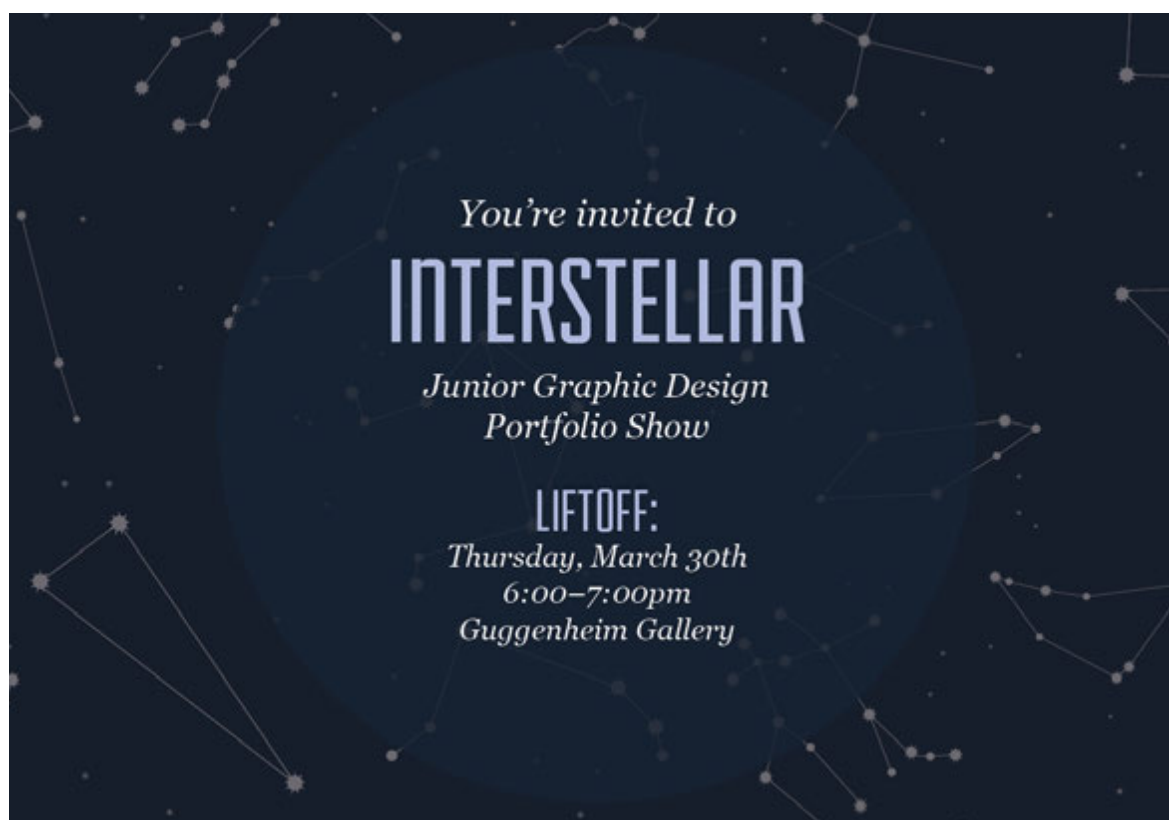 You’re invited to
INTERSTELLAR
Junior Graphic Design
Portfolio Show
LIFTOFF:
Thursday, March 30th
6:00–7:00pm
Guggenheim Gallery